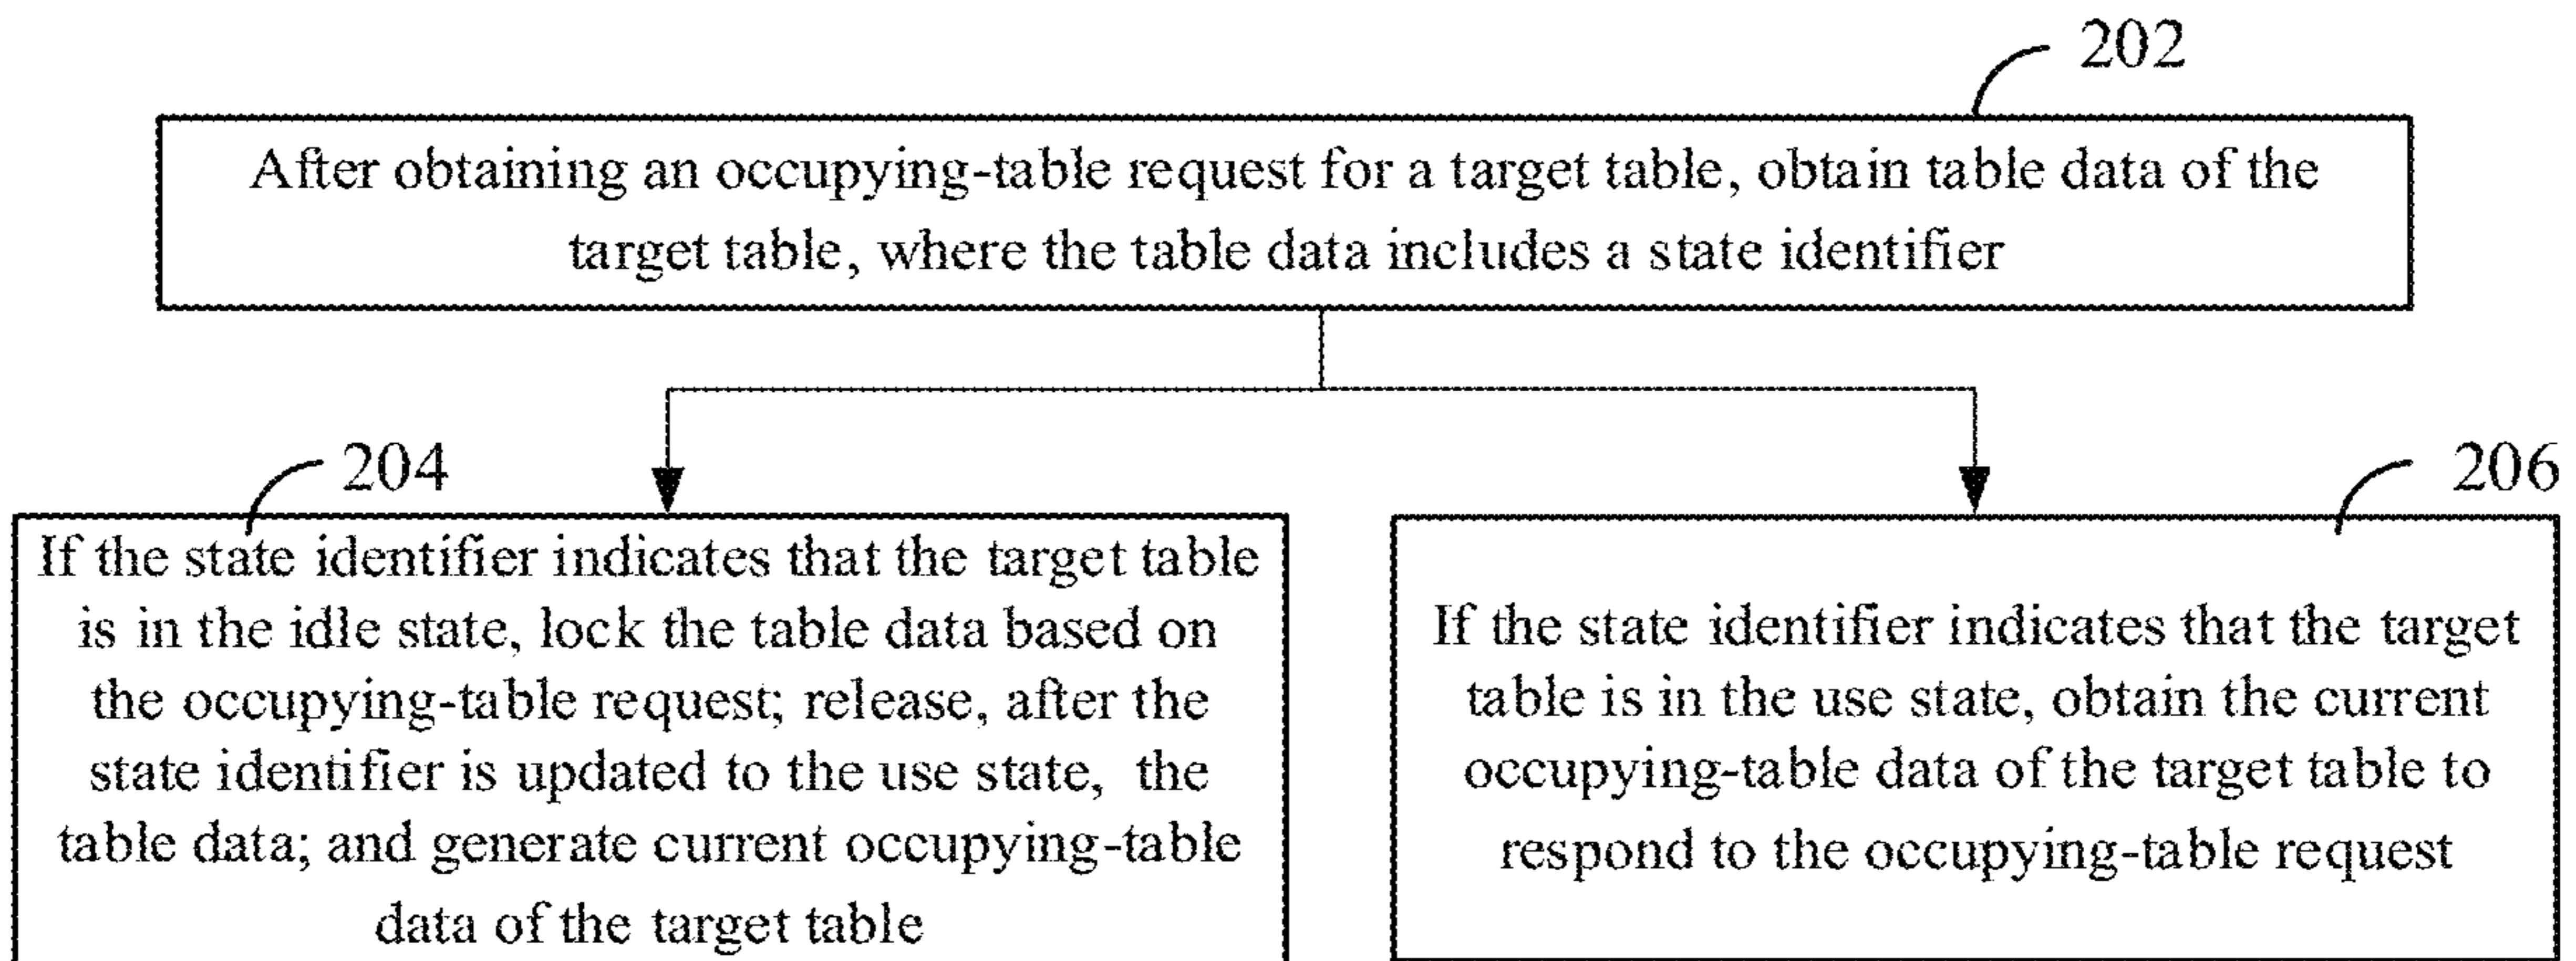 202
After obtaining an occupying-table request for a target table, obtain table data of the
target table, where the table data includes a state identifier
204
If the state identifier indicates that the target table
is in the idle state, lock the table data based on
the occupying-table request; release, after the
state identifier is updated to the use state, the
table data; and generate current occupying-table
data of the target table
206
If the state identifier indicates that the target
table is in the use state, obtain the current
occupying-table data of the target table to
respond to the occupying-table request